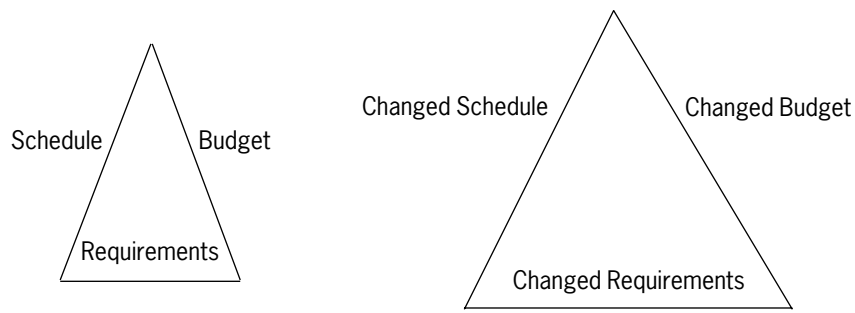 Schedule
Budget
Requirements
Changed Schedule
Changed Budget
Changed Requirements